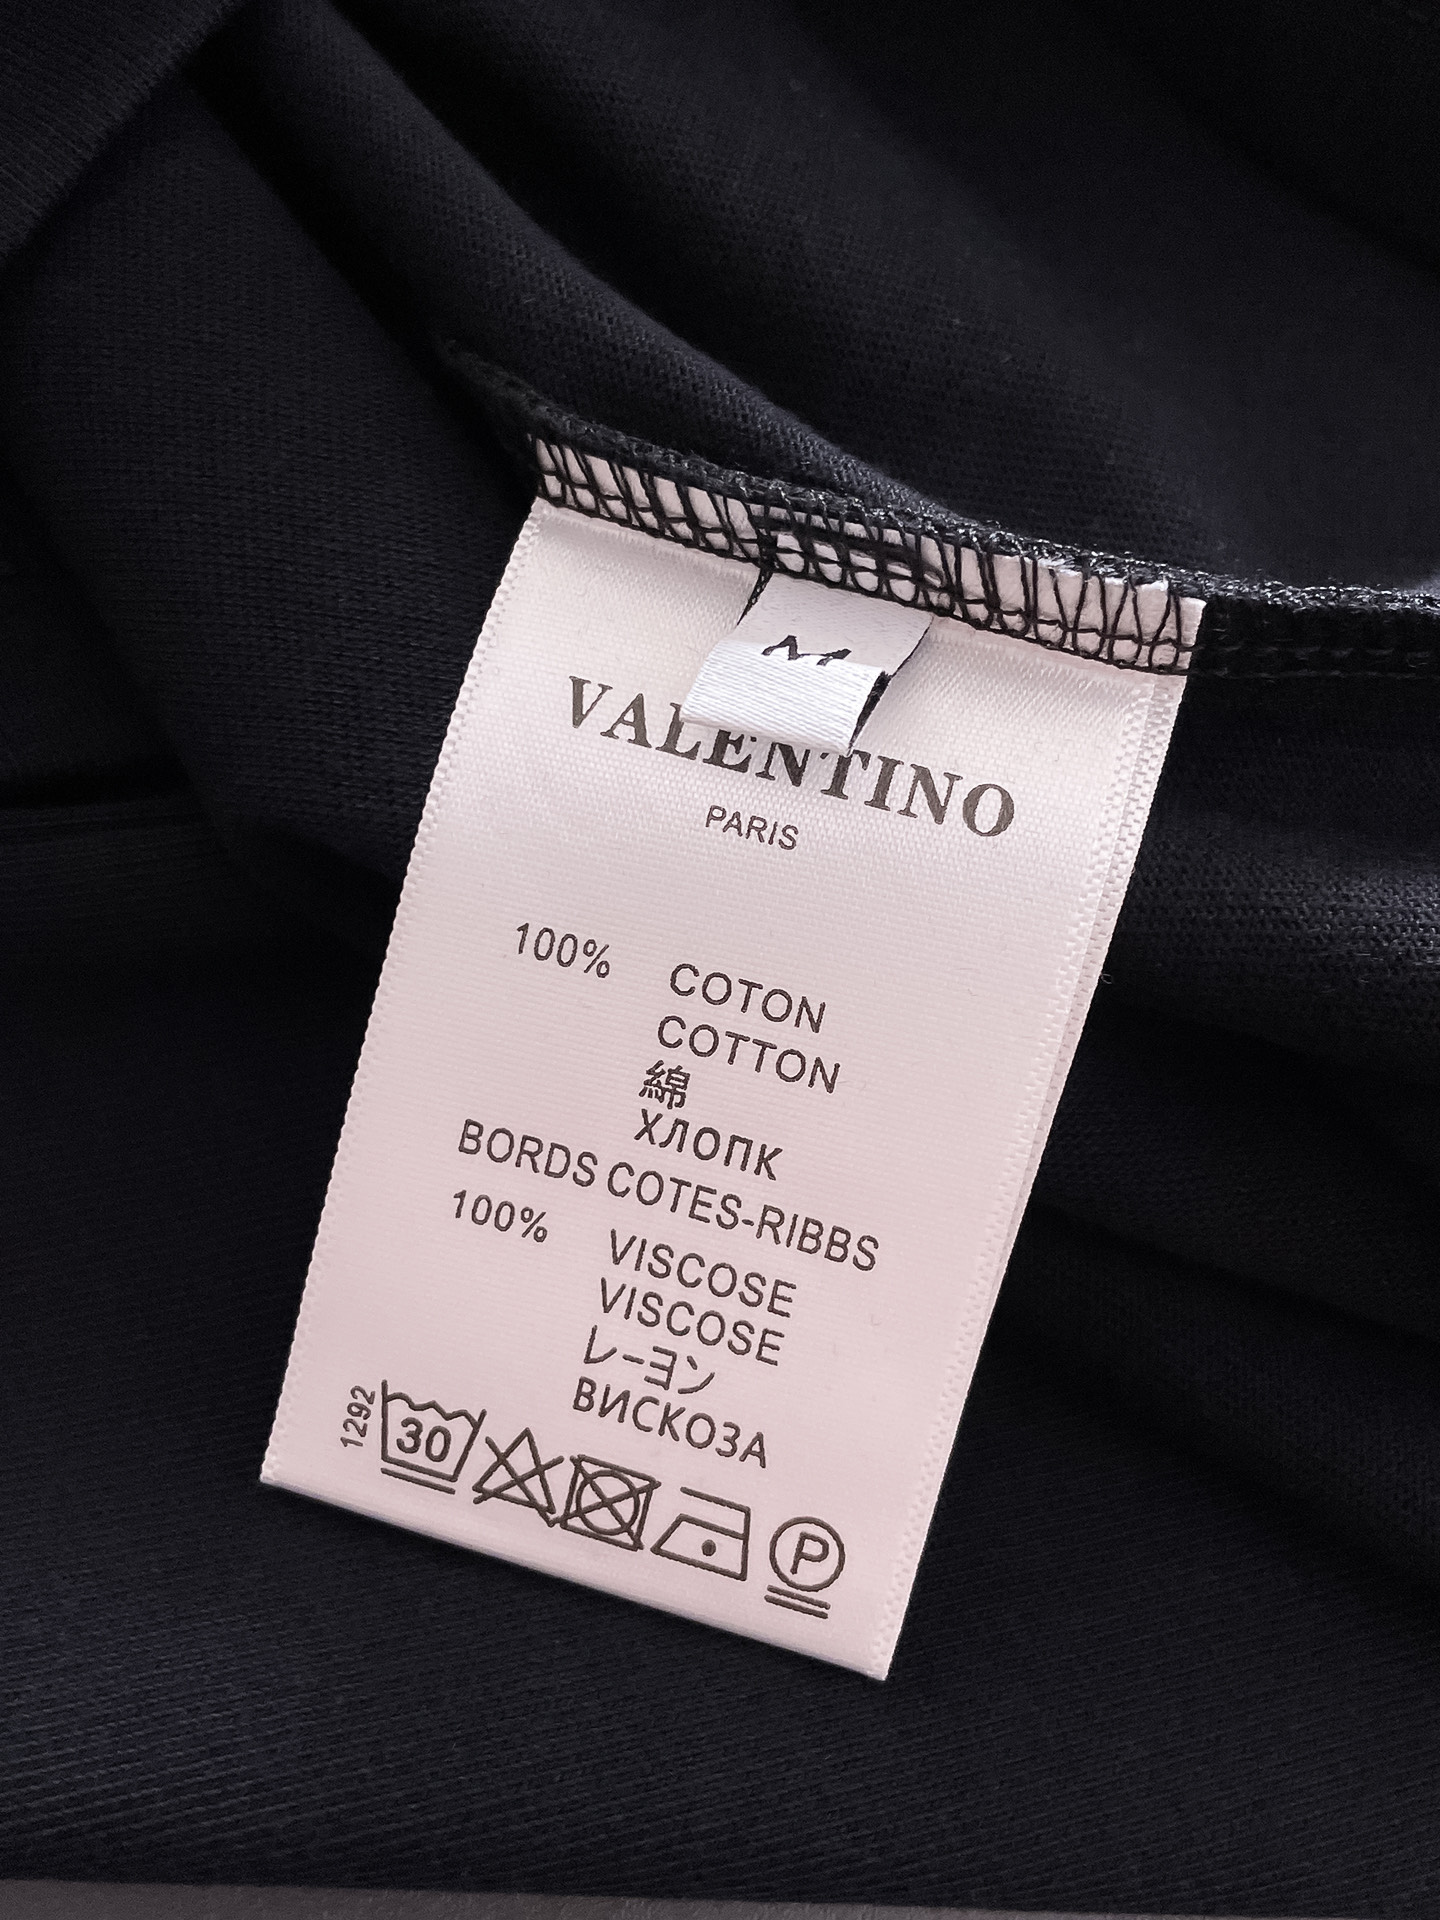 M
VALENTINO
PARIS
100% COTON
COTTON
綿
ХЛОПК
BORDS COTES-RIBBS
100% VISCOSE
VISCOSE
レーヨン
ВИСКОЗА
1292
30
P